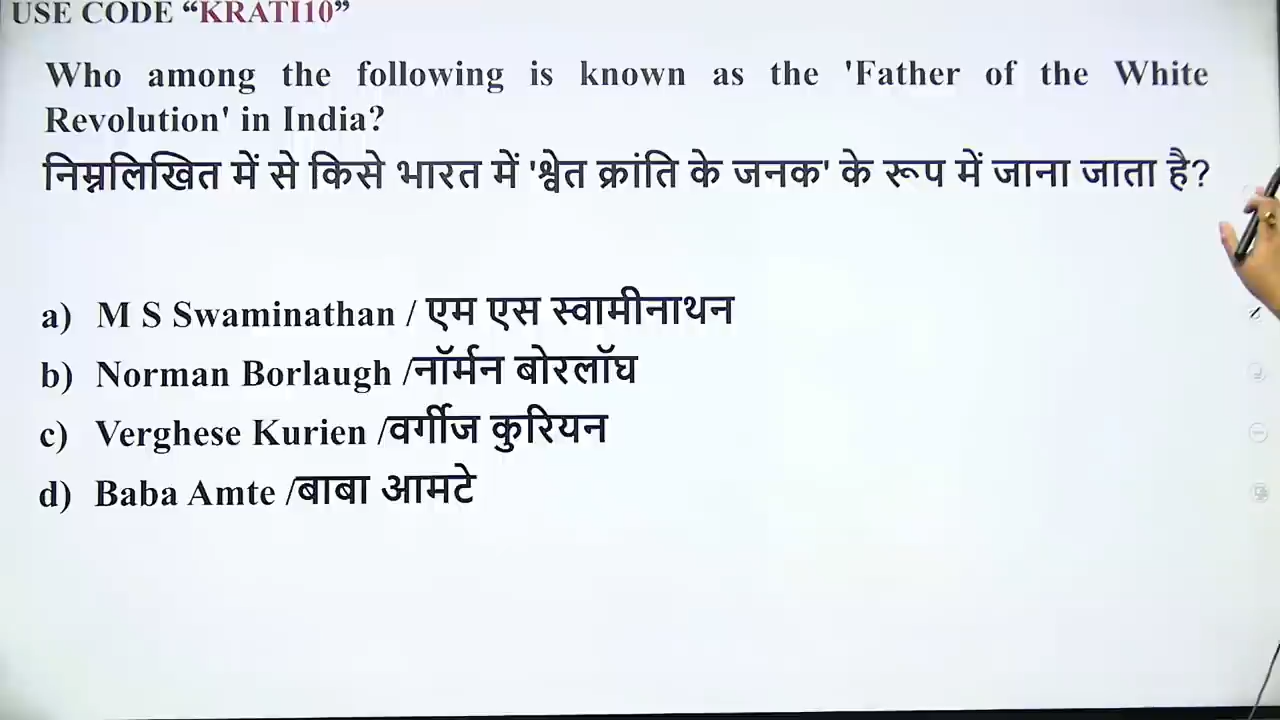 USE CODE “KRATI10”
Who among the following is known as the 'Father of the White
Revolution' in India?
निम्नलिखित में से किसे भारत में 'श्वेत क्रांति के जनक' के रूप में जाना जाता है?
a) M S Swaminathan / एम एस स्वामीनाथन
b) Norman Borlaugh /नॉर्मन बोरलॉघ
c) Verghese Kurien /वर्गीज कुरियन
d) Baba Amte /बाबा आमटे